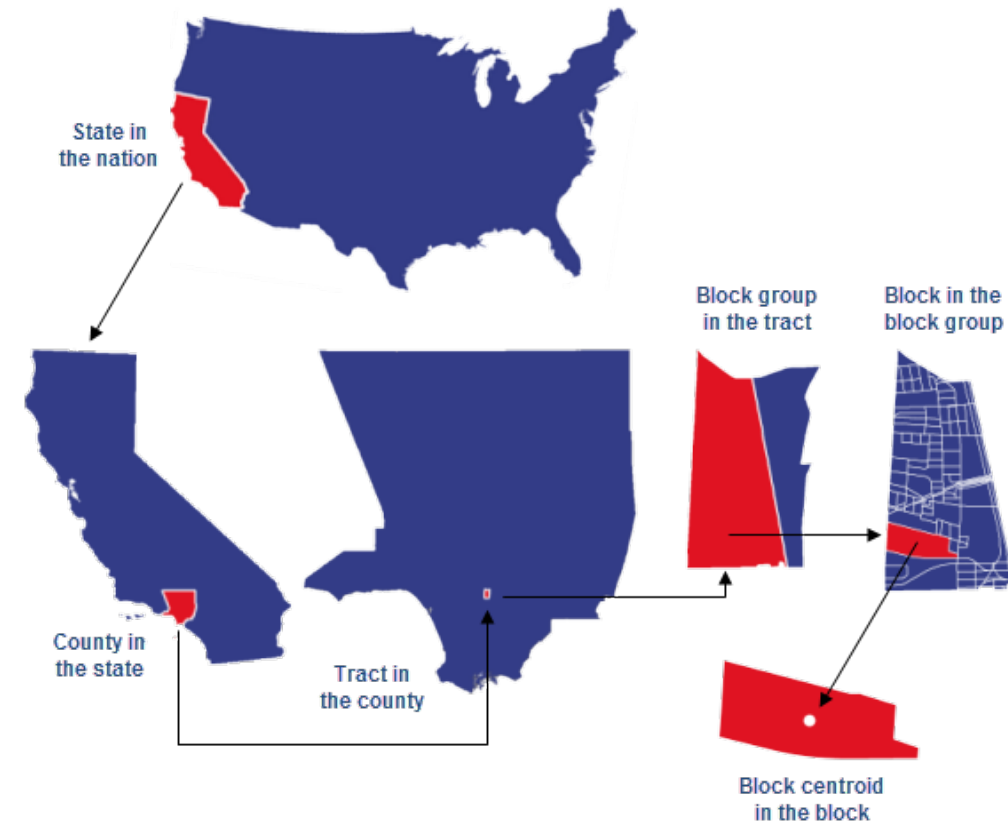 State in
the nation
Block group
in the tract
Block in the
block group
County in
the state
Tract in
the county
Block centroid
in the block